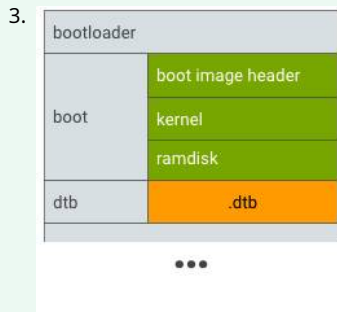 3.
bootloader
boot
boot image header
kernel
ramdisk
dtb
.dtb
•••